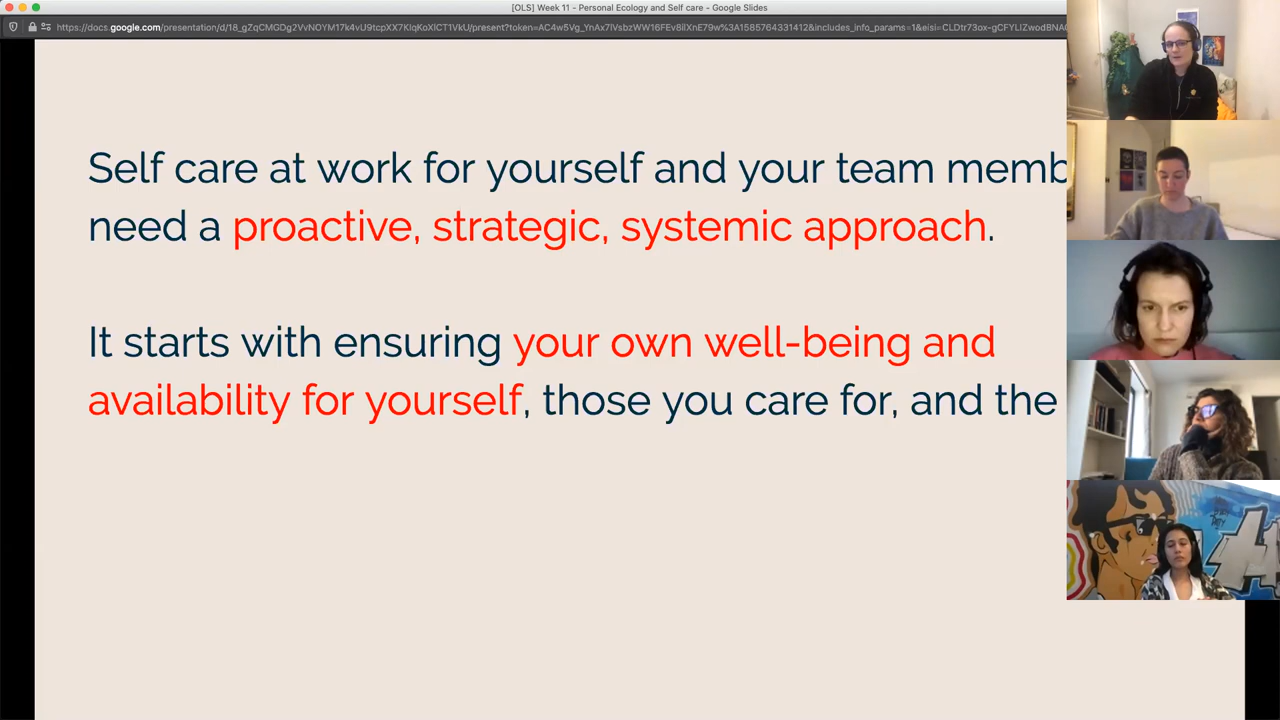 [OLS] Week 11 - Personal Ecology and Self care - Google Slides
Self care at work for yourself and your team memb
need a proactive, strategic, systemic approach.
It starts with ensuring your own well-being and
availability for yourself, those you care for, and the